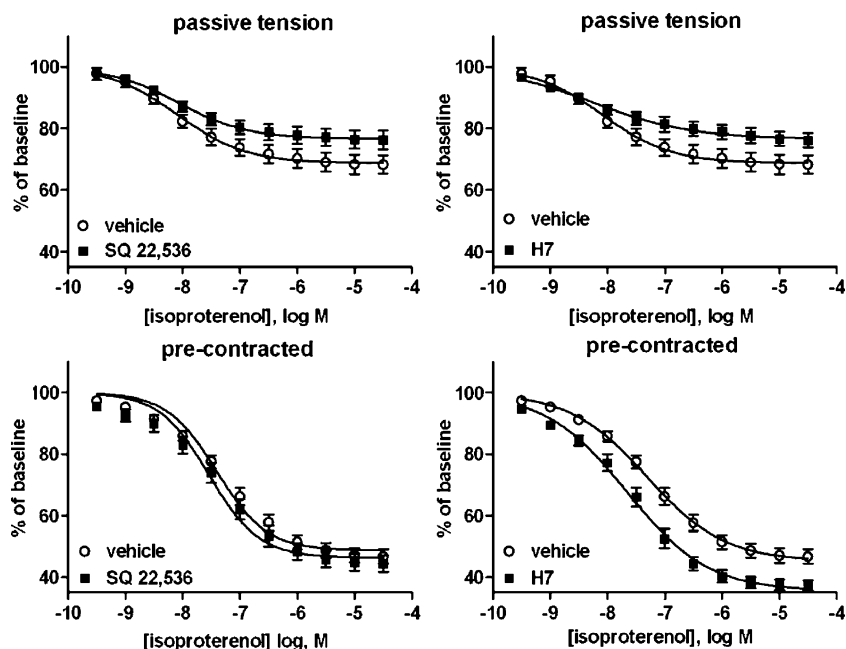 passive tension
100
80
60
40
% of baseline
vehicle
SQ 22,536
-10 -9 -8 -7 -6 -5 -4
[isoproterenol], log M
passive tension
100
80
60
40
% of baseline
vehicle
H7
-10 -9 -8 -7 -6 -5 -4
[isoproterenol], log M
pre-contracted
100
80
60
40
% of baseline
vehicle
SQ 22,536
-10 -9 -8 -7 -6 -5 -4
[isoproterenol] log, M
pre-contracted
100
80
60
40
% of baseline
vehicle
H7
-10 -9 -8 -7 -6 -5 -4
[isoproterenol], log M